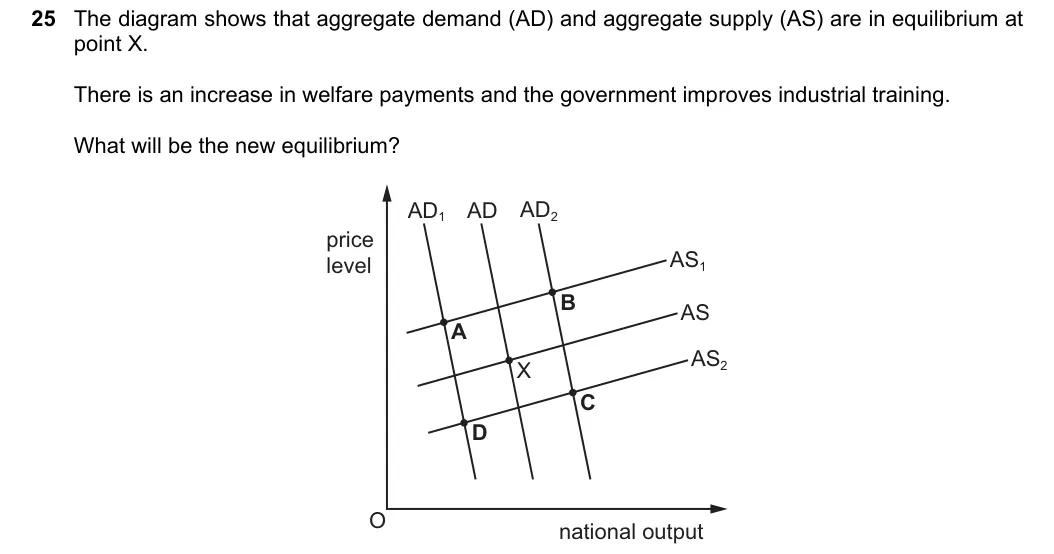 25 The diagram shows that aggregate demand (AD) and aggregate supply (AS) are in equilibrium at
point X.
There is an increase in welfare payments and the government improves industrial training.
What will be the new equilibrium?
AD₁ AD AD₂
price
level
AS₁
B
AS
A
AS₂
X
C
D
O
national output